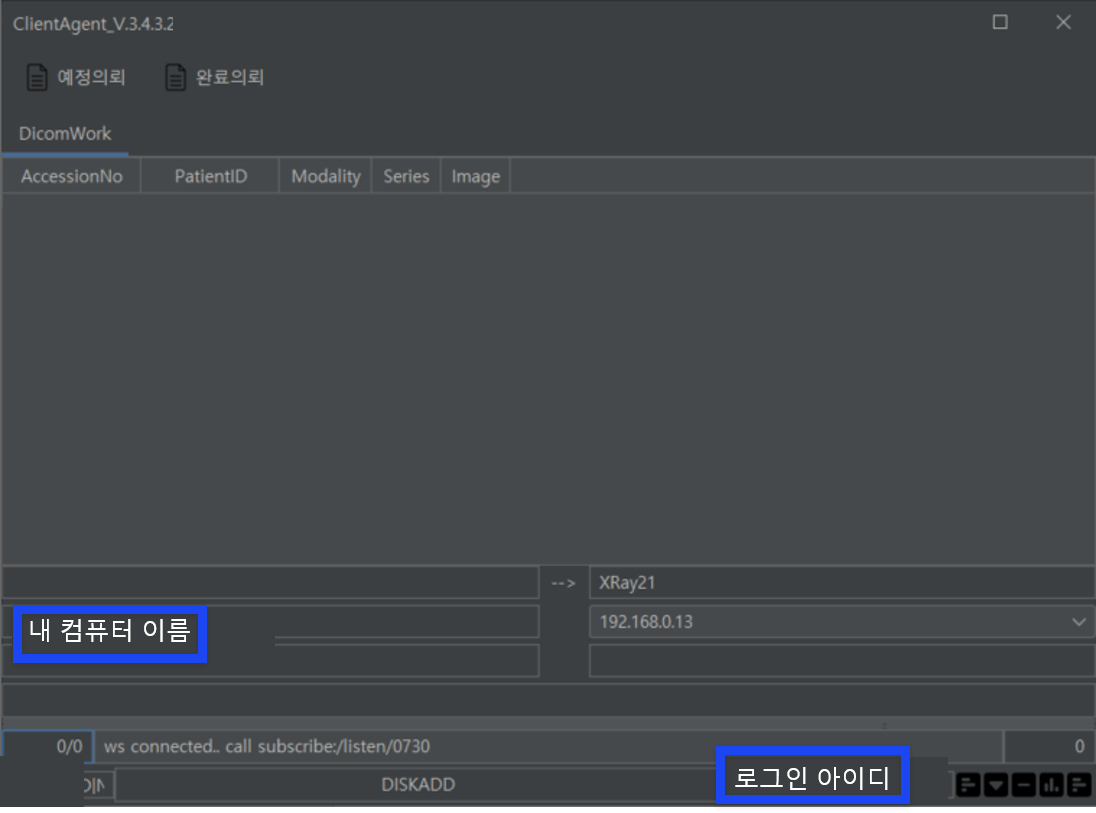 ClientAgent_V.3.4.3.2
예정의뢰 완료의뢰
DicomWork
AccessionNo PatientID Modality Series Image
--> XRay21
내 컴퓨터 이름 192.168.0.13
0/0 ws connected.. call subscribe:/listen/0730 0
DISKADD 로그인 아이디